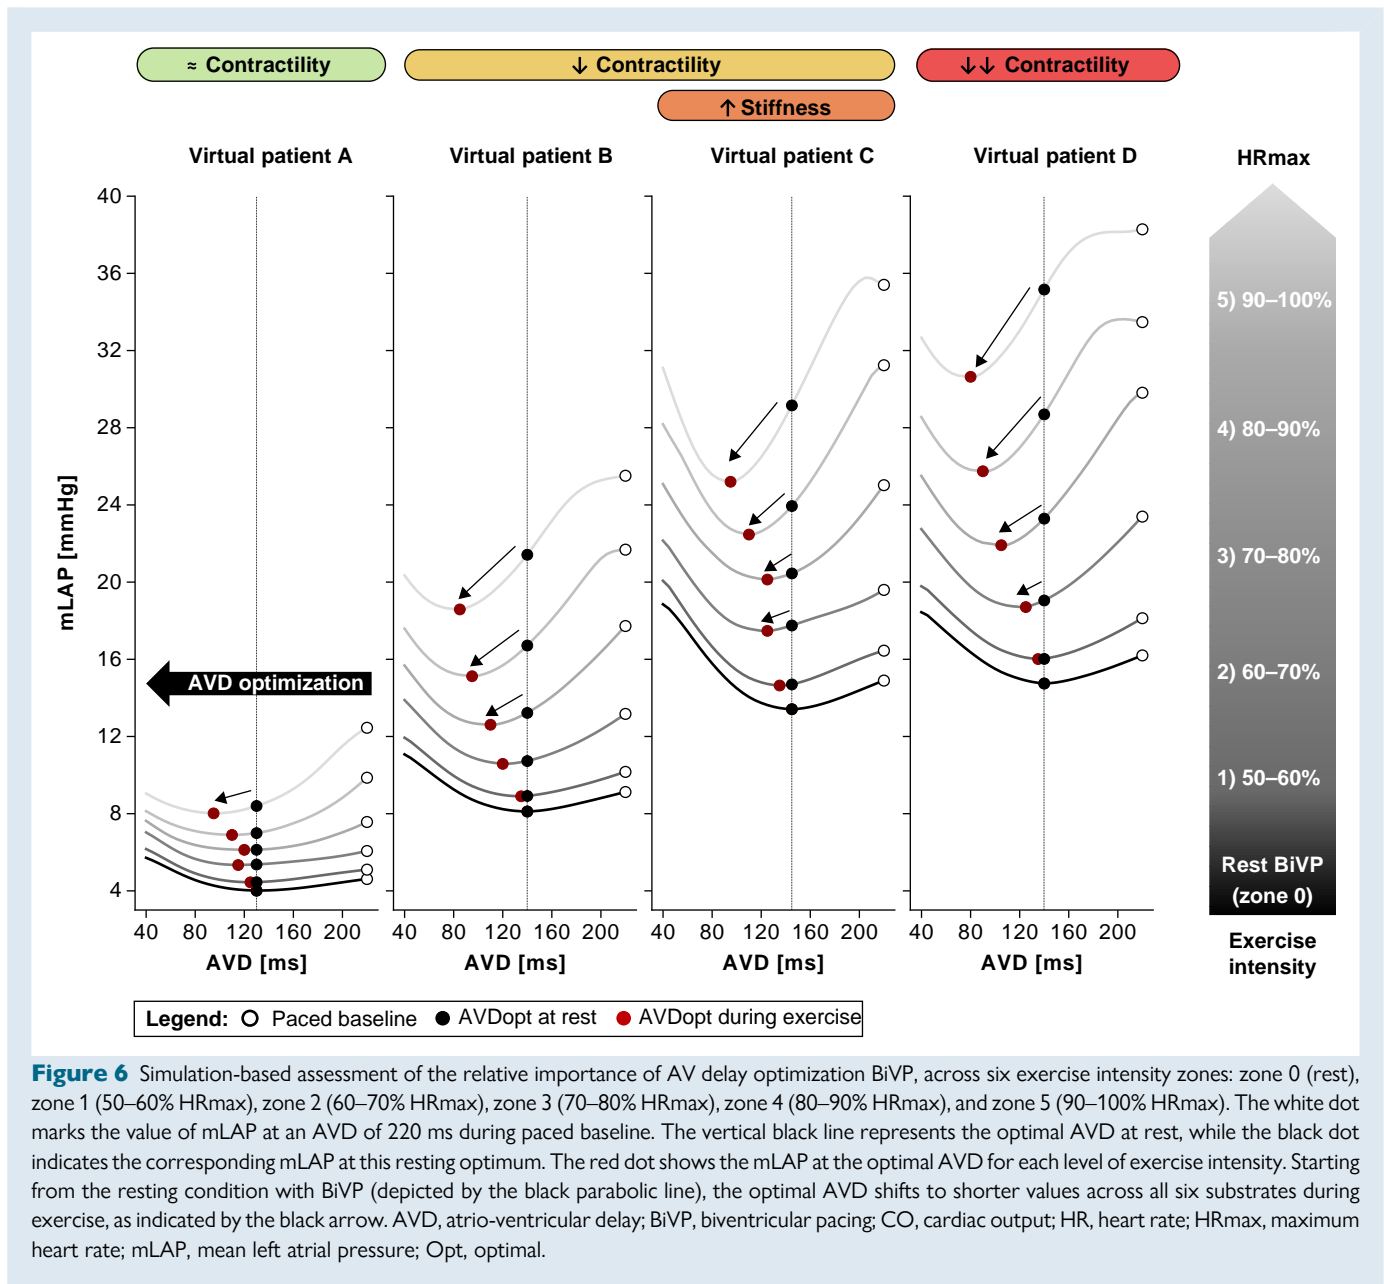 ≈ Contractility
↓ Contractility
↓↓ Contractility
↑ Stiffness
Virtual patient A
Virtual patient B
Virtual patient C
Virtual patient D
HRmax
40
36
32
28
24
20
16
12
8
4
mLAP [mmHg]
AVD optimization
5) 90–100%
4) 80–90%
3) 70–80%
2) 60–70%
1) 50–60%
Rest BiVP
(zone 0)
Exercise
intensity
40 80 120 160 200
40 80 120 160 200
40 80 120 160 200
40 80 120 160 200
AVD [ms]
AVD [ms]
AVD [ms]
AVD [ms]
Legend: Paced baseline AVDopt at rest AVDopt during exercise
Figure 6 Simulation-based assessment of the relative importance of AV delay optimization BiVP, across six exercise intensity zones: zone 0 (rest),
zone 1 (50–60% HRmax), zone 2 (60–70% HRmax), zone 3 (70–80% HRmax), zone 4 (80–90% HRmax), and zone 5 (90–100% HRmax). The white dot
marks the value of mLAP at an AVD of 220 ms during paced baseline. The vertical black line represents the optimal AVD at rest, while the black dot
indicates the corresponding mLAP at this resting optimum. The red dot shows the mLAP at the optimal AVD for each level of exercise intensity. Starting
from the resting condition with BiVP (depicted by the black parabolic line), the optimal AVD shifts to shorter values across all six substrates during
exercise, as indicated by the black arrow. AVD, atrio-ventricular delay; BiVP, biventricular pacing; CO, cardiac output; HR, heart rate; HRmax, maximum
heart rate; mLAP, mean left atrial pressure; Opt, optimal.